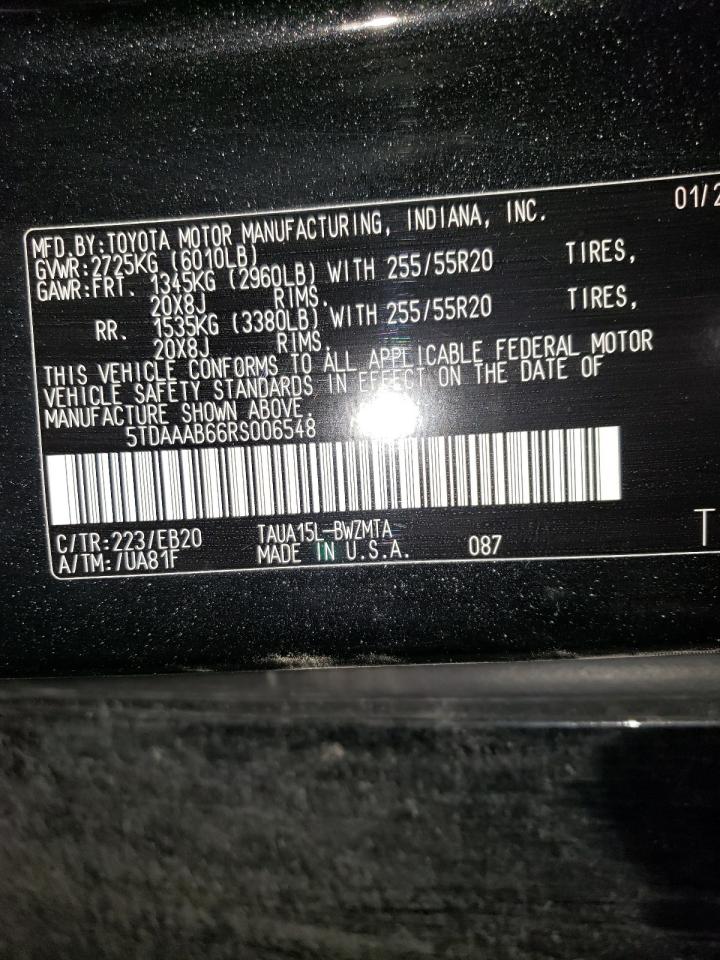 01/2
MFD.BY:TOYOTA MOTOR MANUFACTURING, INDIANA, INC.
GVWR:2725KG (6010LB)
GAWR:FRT. 1345KG (2960LB) WITH 255/55R20 TIRES,
20X8J RIMS.
RR. 1535KG (3380LB) WITH 255/55R20 TIRES,
20X8J RIMS.
THIS VEHICLE CONFORMS TO ALL APPLICABLE FEDERAL MOTOR
VEHICLE SAFETY STANDARDS IN EFFECT ON THE DATE OF
MANUFACTURE SHOWN ABOVE.
5TDAAAB66RS006548
C/TR:223/EB20 TAUA15L-BWZMTA
A/TM:/UA81F MADE IN U.S.A. 087
T